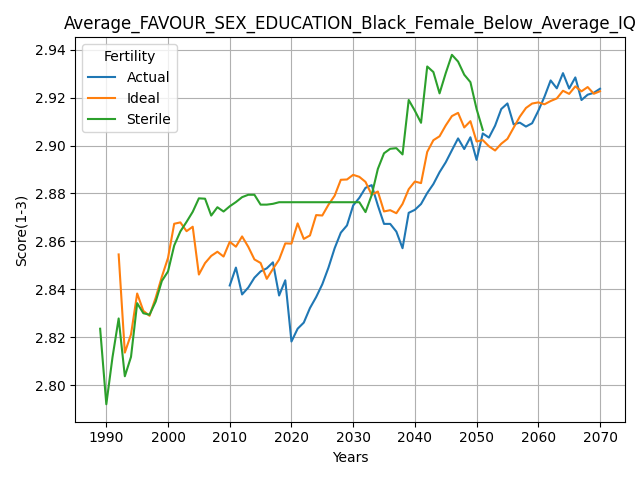 Average_FAVOUR_SEX_EDUCATION_Black_Female_Below_Average_IQ
Fertility
Actual
Ideal
Sterile
Score(1-3)
2.94
2.92
2.90
2.88
2.86
2.84
2.82
2.80
1990 2000 2010 2020 2030 2040 2050 2060 2070
Years